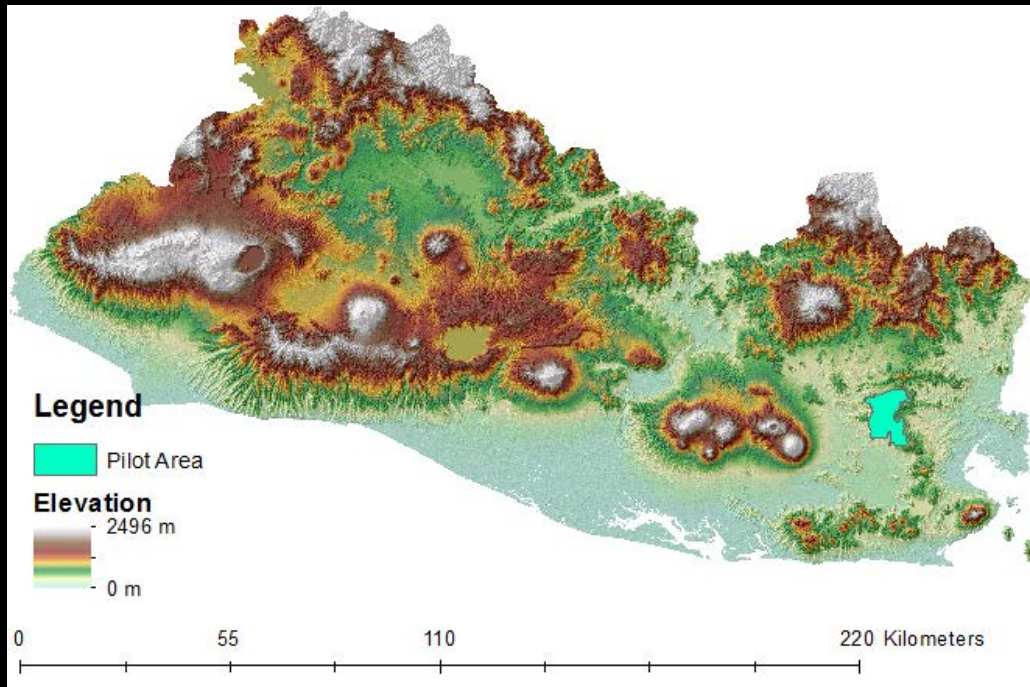 Legend
Pilot Area
Elevation
2496 m
0 m
0 55 110 220 Kilometers